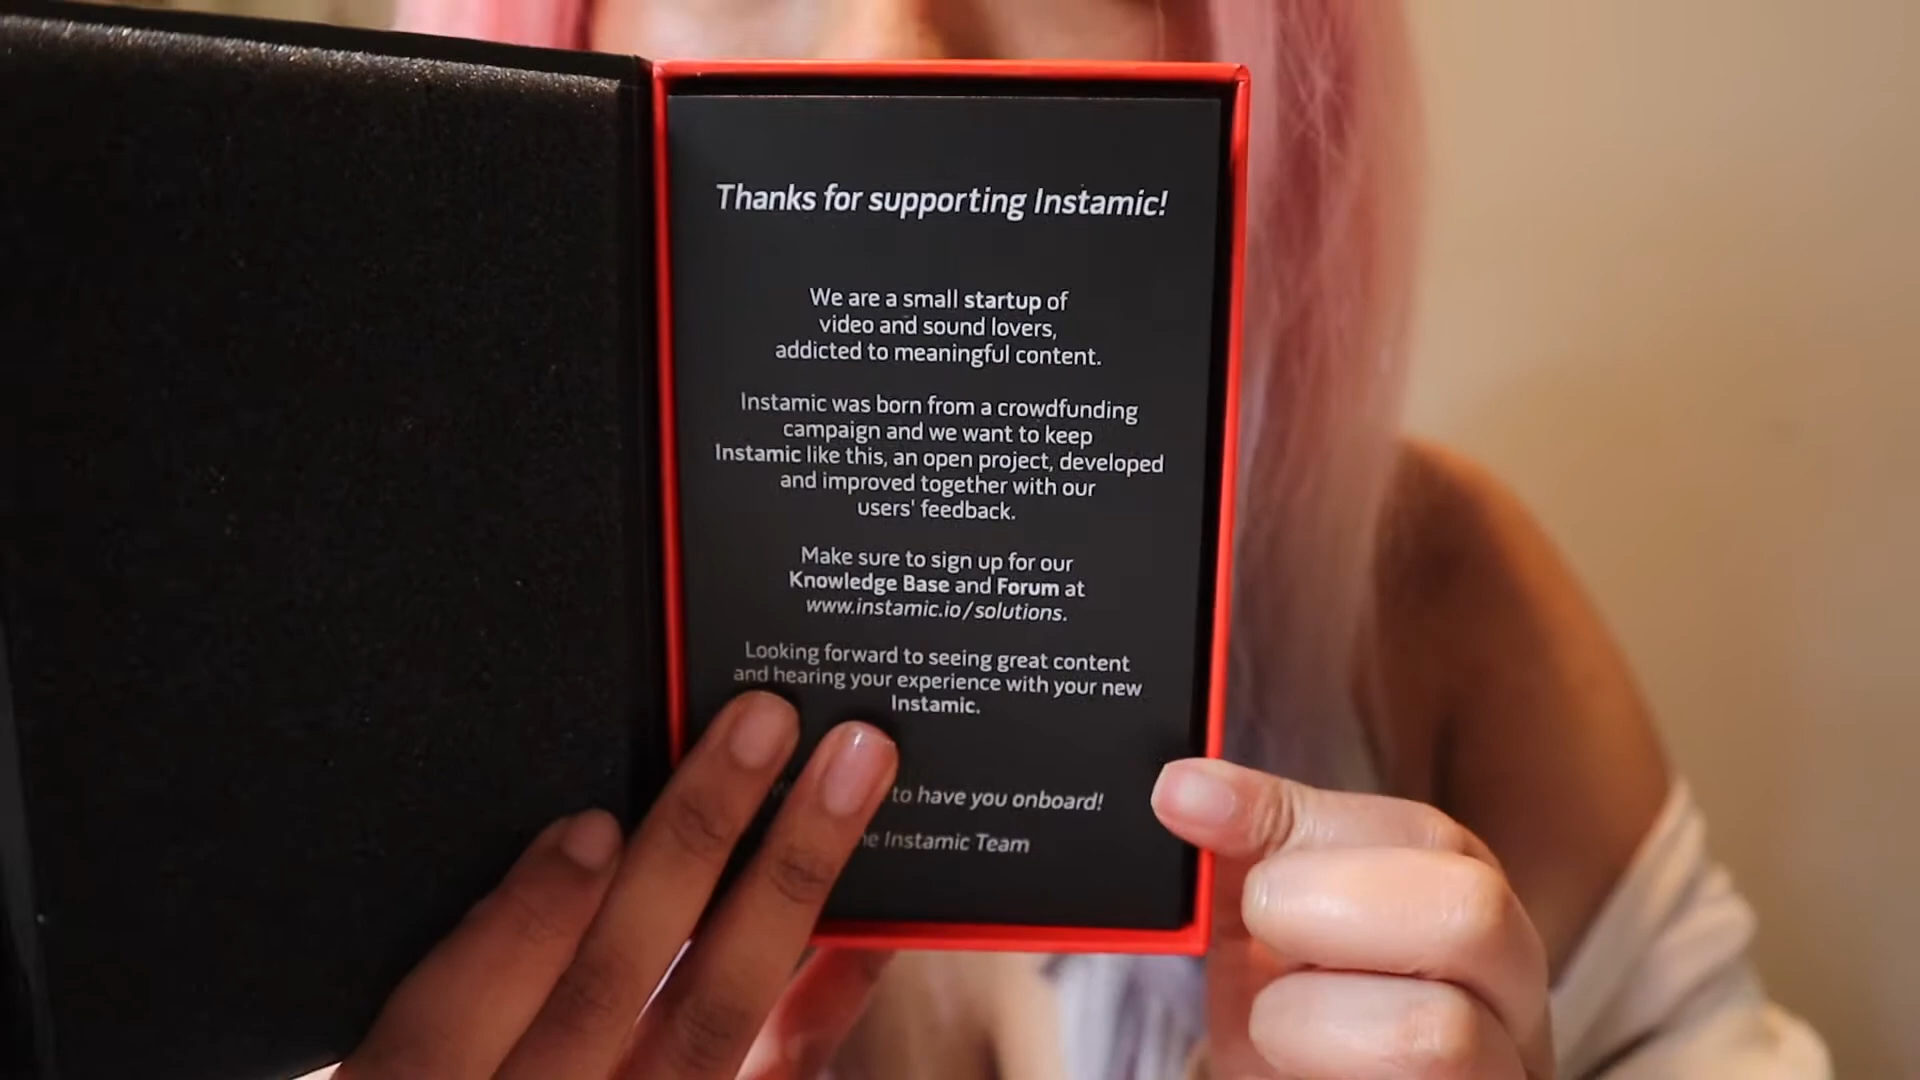 Thanks for supporting Instamic!
We are a small startup of
video and sound lovers,
addicted to meaningful content.
Instamic was born from a crowdfunding
campaign and we want to keep
Instamic like this, an open project, developed
and improved together with our
users' feedback.
Make sure to sign up for our
Knowledge Base and Forum at
www.instamic.io/solutions.
Looking forward to seeing great content
and hearing your experience with your new
Instamic.
to have you onboard!
Instamic Team